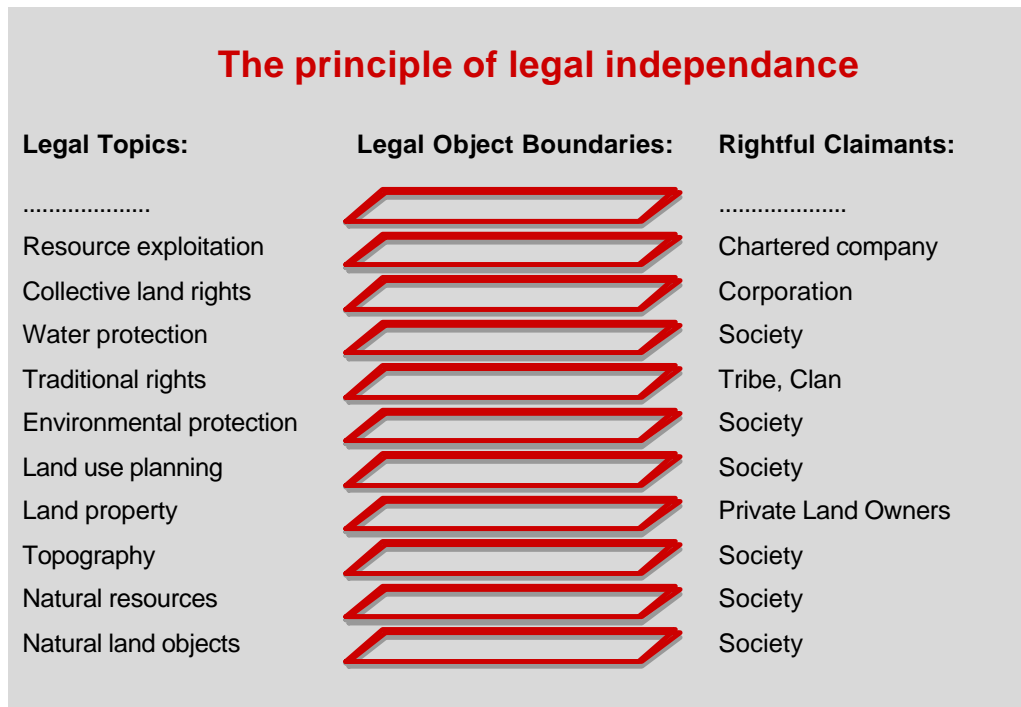 The principle of legal independance
Legal Topics: Legal Object Boundaries: Rightful Claimants:
.................... ....................
Resource exploitation Chartered company
Collective land rights Corporation
Water protection Society
Traditional rights Tribe, Clan
Environmental protection Society
Land use planning Society
Land property Private Land Owners
Topography Society
Natural resources Society
Natural land objects Society